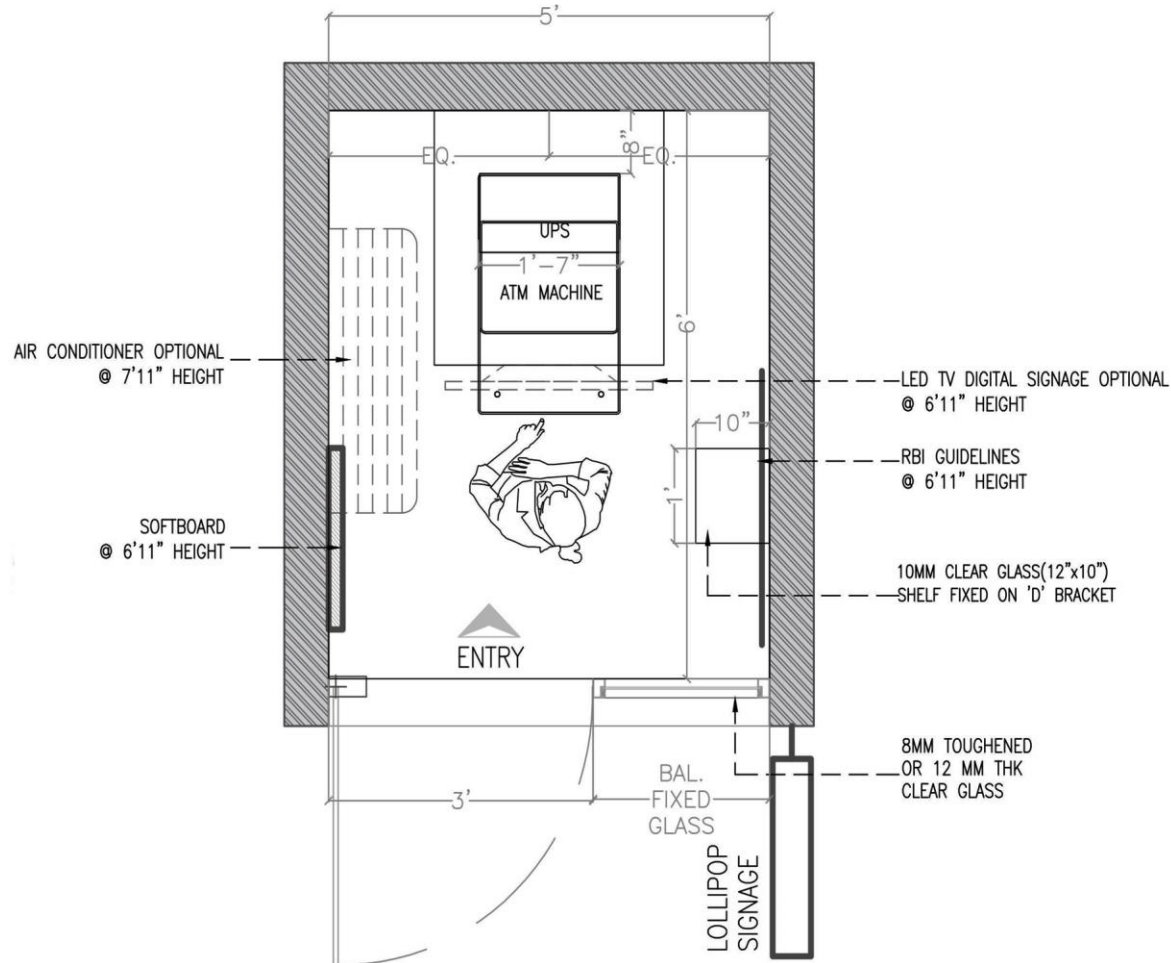 5'
EQ.
EQ.
8"
UPS
1'-7"
ATM MACHINE
6'
AIR CONDITIONER OPTIONAL
@ 7'11" HEIGHT
LED TV DIGITAL SIGNAGE OPTIONAL
@ 6'11" HEIGHT
10"
RBI GUIDELINES
@ 6'11" HEIGHT
1'
SOFTBOARD
@ 6'11" HEIGHT
10MM CLEAR GLASS(12"x10")
SHELF FIXED ON 'D' BRACKET
ENTRY
8MM TOUGHENED
OR 12 MM THK
CLEAR GLASS
3'
BAL.
FIXED
GLASS
LOLLIPOP
SIGNAGE